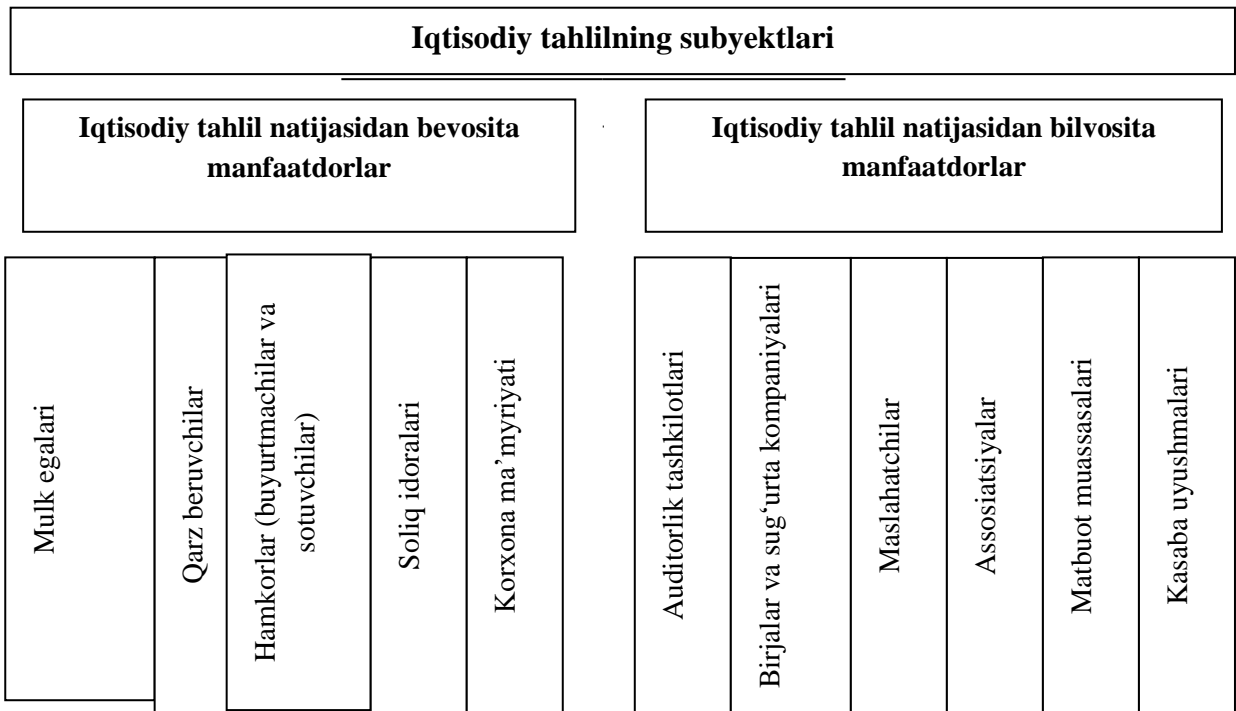 Iqtisodiy tahlilning subyektlari
Iqtisodiy tahlil natijasidan bevosita
manfaatdorlar
Iqtisodiy tahlil natijasidan bilvosita
manfaatdorlar
Mulk egalari
Qarz beruvchilar
Hamkorlar (buyurtmachilar va
sotuvchilar)
Soliq idoralari
Korxona ma’myriyati
Auditorlik tashkilotlari
Birjalar va sug‘urta kompaniyalari
Maslahatchilar
Assosiatsiyalar
Matbuot muassasalari
Kasaba uyushmalari